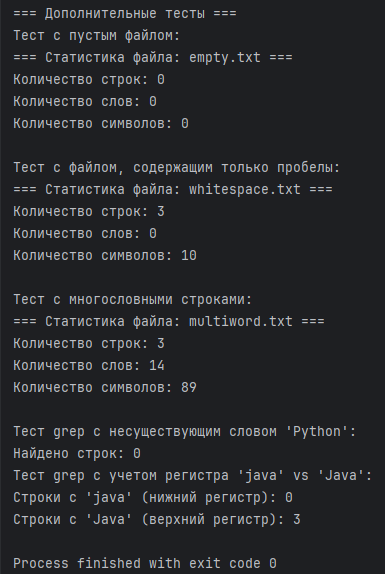 === Дополнительные тесты ===
Тест с пустым файлом:
=== Статистика файла: empty.txt ===
Количество строк: 0
Количество слов: 0
Количество символов: 0
Тест с файлом, содержащим только пробелы:
=== Статистика файла: whitespace.txt ===
Количество строк: 3
Количество слов: 0
Количество символов: 10
Тест с многословными строками:
=== Статистика файла: multiword.txt ===
Количество строк: 3
Количество слов: 14
Количество символов: 89
Тест grep с несуществующим словом 'Python':
Найдено строк: 0
Тест grep с учетом регистра 'java' vs 'Java':
Строки с 'java' (нижний регистр): 0
Строки с 'Java' (верхний регистр): 3
Process finished with exit code 0